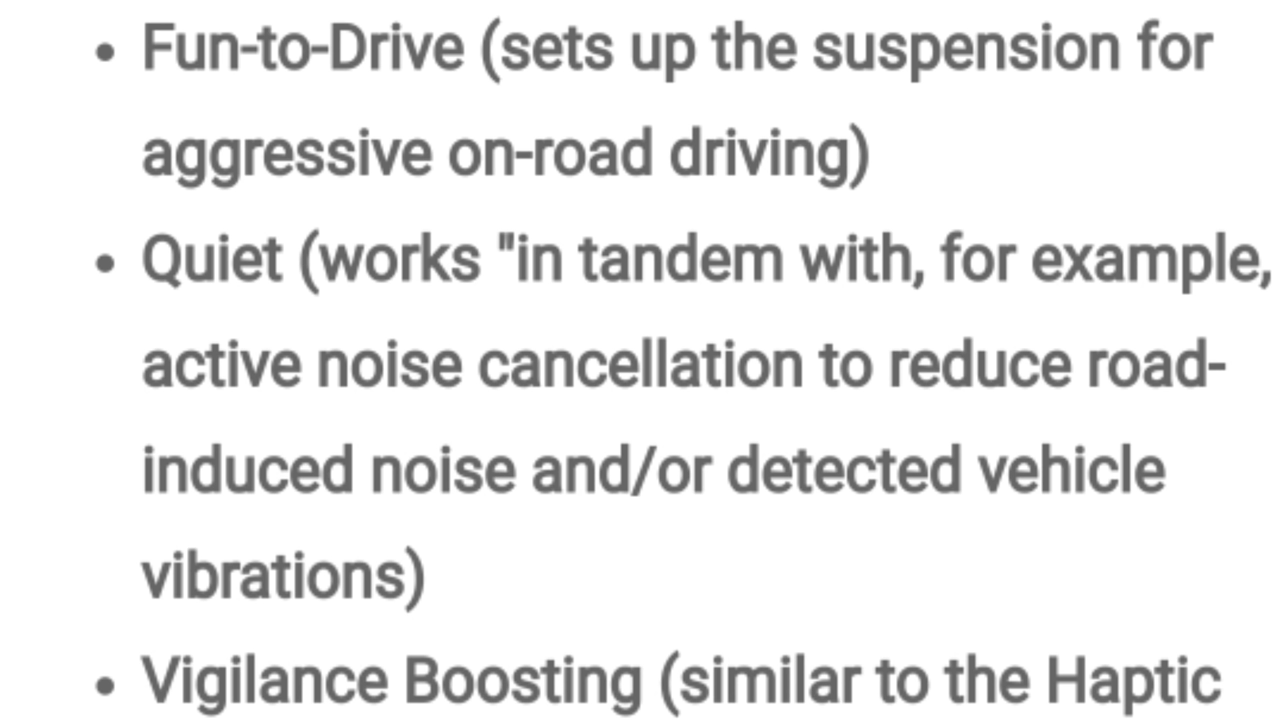 • Fun-to-Drive (sets up the suspension for
aggressive on-road driving)
• Quiet (works "in tandem with, for example,
active noise cancellation to reduce road-
induced noise and/or detected vehicle
vibrations)
• Vigilance Boosting (similar to the Haptic